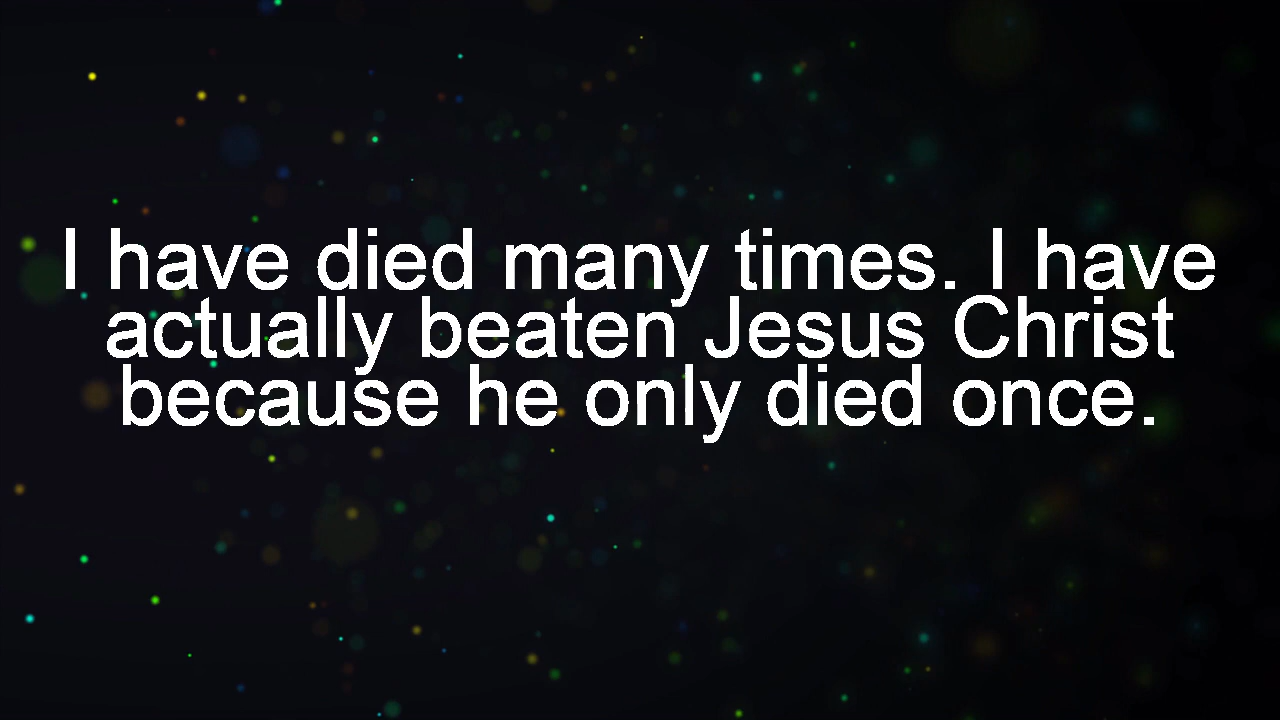 I have died many times. I have
actually beaten Jesus Christ
because he only died once.